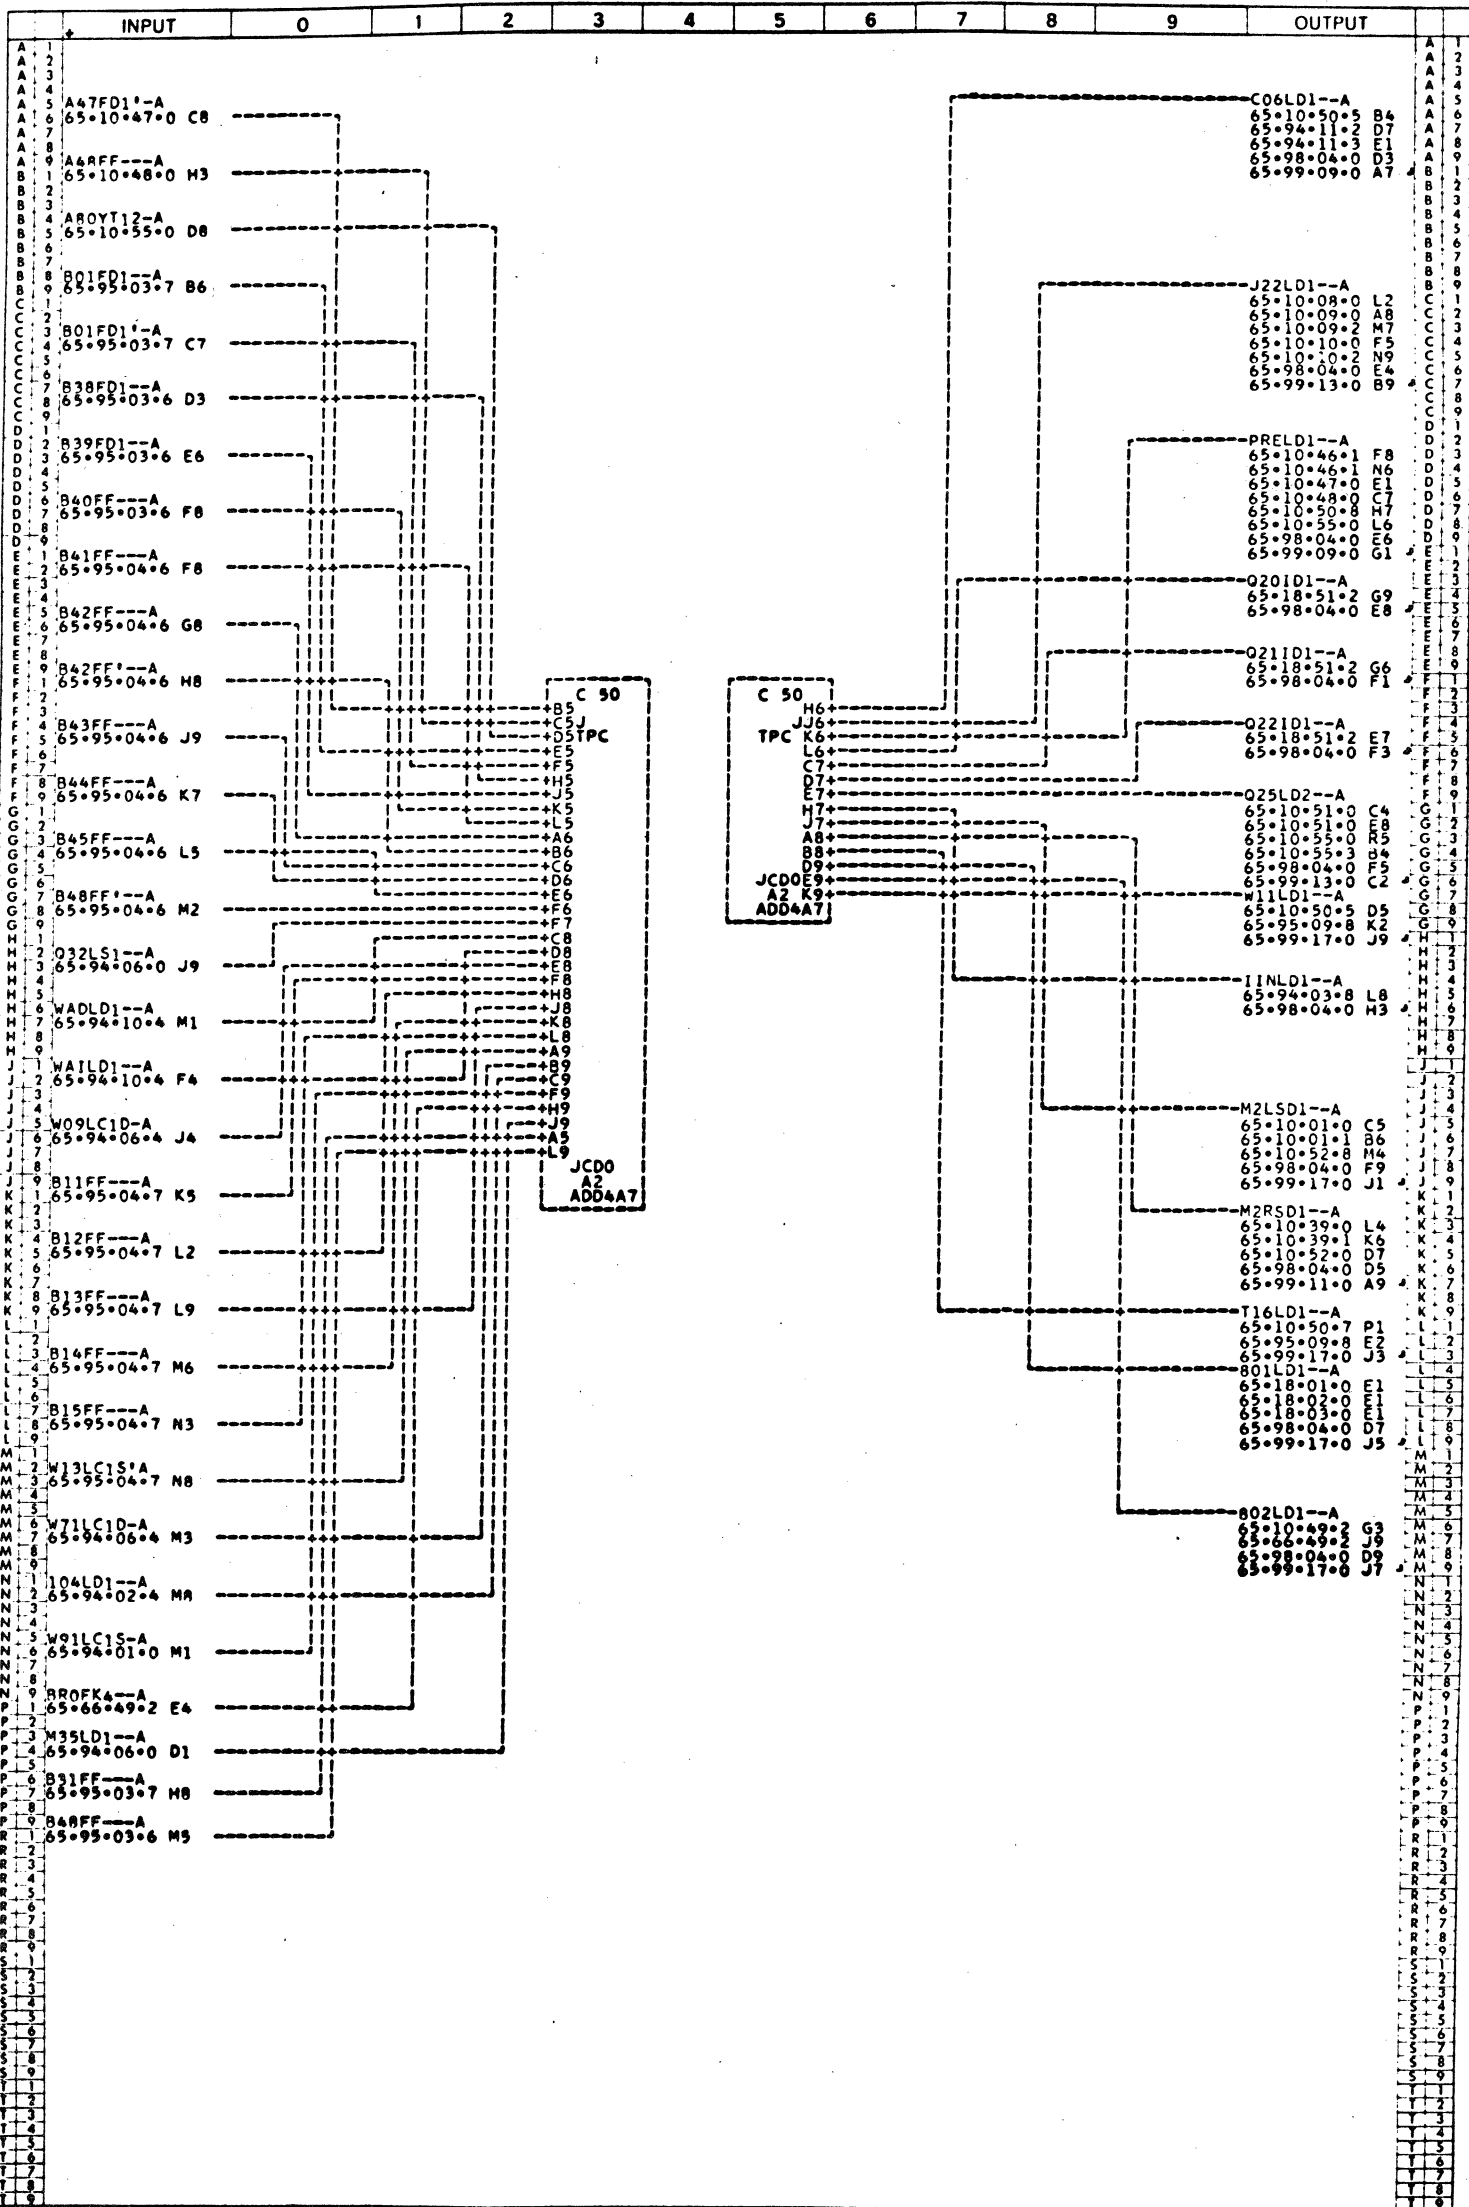 INPUT 0 1 2 3 4 5 6 7 8 9 OUTPUT
A47FD1'-A
65•10•47•0 C8
A48FF---A
65•10•48•0 H3
A80YT12-A
65•10•55•0 D8
B01FD1--A
65•95•03•7 B6
B01FD1'-A
65•95•03•7 C7
B38FD1--A
65•95•03•6 D3
B39FD1--A
65•95•03•6 E6
B40FF---A
65•95•03•6 F8
B41FF---A
65•95•04•6 F8
B42FF---A
65•95•04•6 G8
B42FF'--A
65•95•04•6 H8
B43FF---A
65•95•04•6 J9
B44FF---A
65•95•04•6 K7
B45FF---A
65•95•04•6 L5
B48FF'--A
65•95•04•6 M2
Q32LS1--A
65•94•06•0 J9
WADLD1--A
65•94•10•4 M1
WAILD1--A
65•94•10•4 F4
W09LC1D-A
65•94•06•4 J4
B11FF---A
65•95•04•7 K5
B12FF---A
65•95•04•7 L2
B13FF---A
65•95•04•7 L9
B14FF---A
65•95•04•7 M6
B15FF---A
65•95•04•7 N3
W13LC1S'A
65•95•04•7 N8
W71LC1D-A
65•94•06•4 M3
104LD1--A
65•94•02•4 M8
W91LC1S-A
65•94•01•0 M1
BROFK4--A
65•66•49•2 E4
M35LD1--A
65•94•06•0 D1
B31FF---A
65•95•03•7 H8
B48FF---A
65•95•03•6 M5
C 50
B5
C5J
D5TPC
E5
F5
H5
J5
K5
L5
A6
B6
C6
D6
E6
F6
F7
C8
D8
E8
F8
H8
J8
K8
L8
A9
B9
C9
F9
H9
J9
A5
L9
JCD0
A2
ADD4A7
C 50
H6
JJ6
TPC K6
L6
C7
D7
E7
H7
J7
A8
B8
D9
JCD0E9
A2 K9
ADD4A7
C06LD1--A
65•10•50•5 B4
65•94•11•2 D7
65•94•11•3 E1
65•98•04•0 D3
65•99•09•0 A7
J22LD1--A
65•10•08•0 L2
65•10•09•0 A8
65•10•09•2 M7
65•10•10•0 F5
65•10•10•2 N9
65•98•04•0 E4
65•99•13•0 B9
PRELD1--A
65•10•46•1 F8
65•10•46•1 N6
65•10•47•0 E1
65•10•48•0 C7
65•10•50•8 H7
65•10•55•0 L6
65•98•04•0 E6
65•99•09•0 G1
Q20ID1--A
65•18•51•2 G9
65•98•04•0 E8
Q21ID1--A
65•18•51•2 G6
65•98•04•0 F1
Q22ID1--A
65•18•51•2 E7
65•98•04•0 F3
Q25LD2--A
65•10•51•0 C4
65•10•51•0 E8
65•10•55•0 R5
65•10•55•3 B4
65•98•04•0 F5
65•99•13•0 C2
W11LD1--A
65•10•50•5 D5
65•95•09•8 K2
65•99•17•0 J9
IINLD1--A
65•94•03•8 L8
65•98•04•0 H3
M2LSD1--A
65•10•01•0 C5
65•10•01•1 B6
65•10•52•8 M4
65•98•04•0 F9
65•99•17•0 J1
M2RSD1--A
65•10•39•0 L4
65•10•39•1 K6
65•10•52•0 D7
65•98•04•0 D5
65•99•11•0 A9
T16LD1--A
65•10•50•7 P1
65•95•09•8 E2
65•99•17•0 J3
801LD1--A
65•18•01•0 E1
65•18•02•0 E1
65•18•03•0 E1
65•98•04•0 D7
65•99•17•0 J5
802LD1--A
65•10•49•2 G3
65•66•49•2 J9
65•98•04•0 D9
65•99•17•0 J7